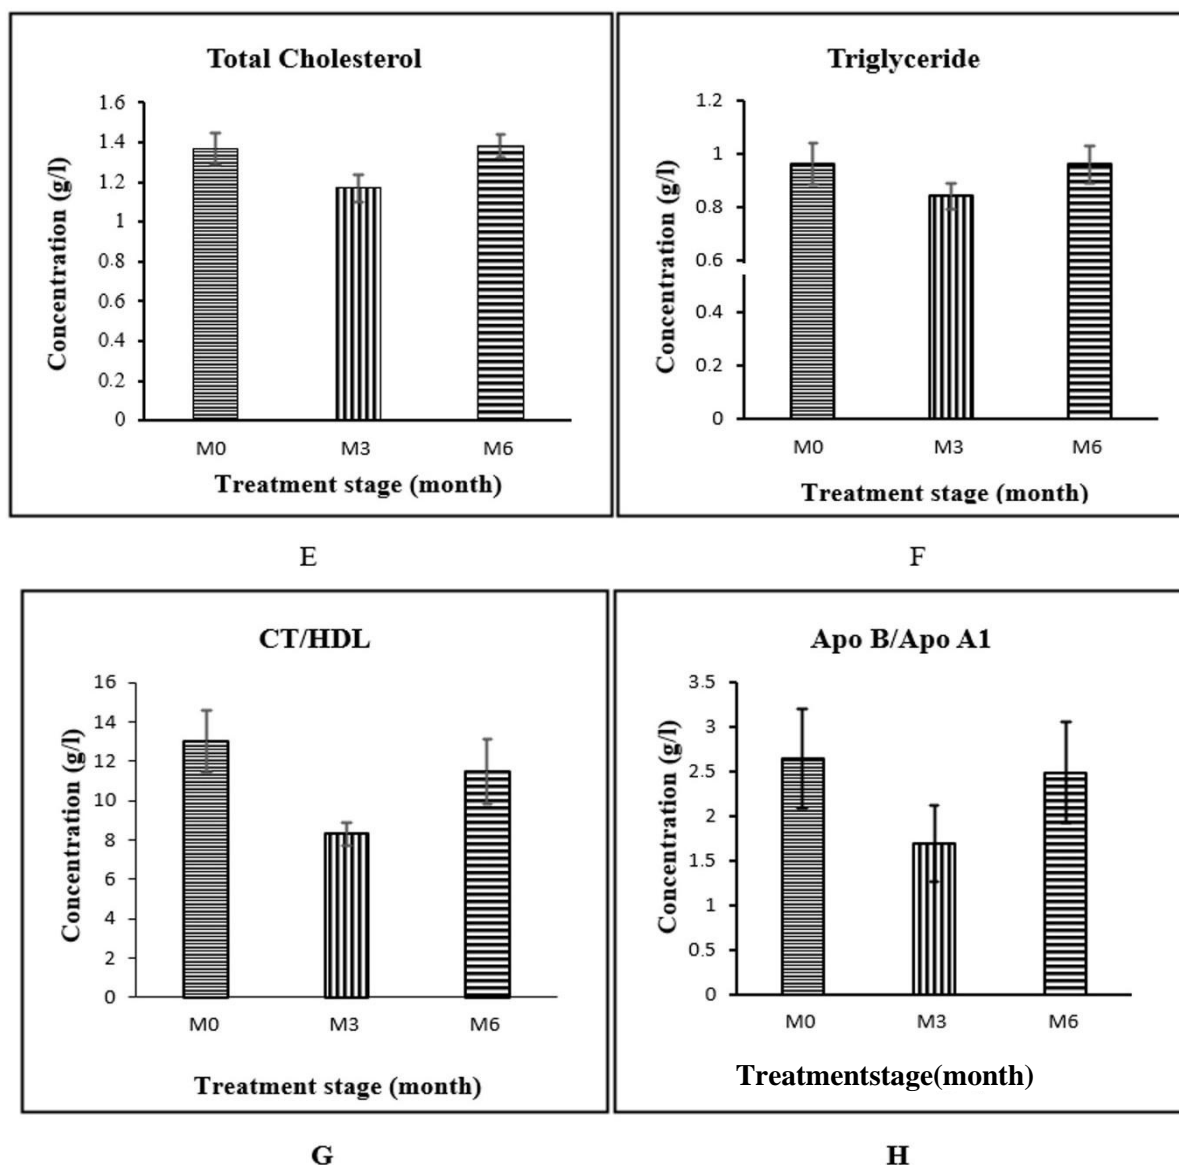 Total Cholesterol
Concentration (g/l)
1.6
1.4
1.2
1
0.8
0.6
0.4
0.2
0
M0 M3 M6
Treatment stage (month)
E
Triglyceride
Concentration (g/l)
1.2
1
0.8
0.6
0.4
0.2
0
M0 M3 M6
Treatment stage (month)
F
CT/HDL
Concentration (g/l)
16
14
12
10
8
6
4
2
0
M0 M3 M6
Treatment stage (month)
G
Apo B/Apo A1
Concentration (g/l)
3.5
3
2.5
2
1.5
1
0.5
0
M0 M3 M6
Treatmentstage(month)
H